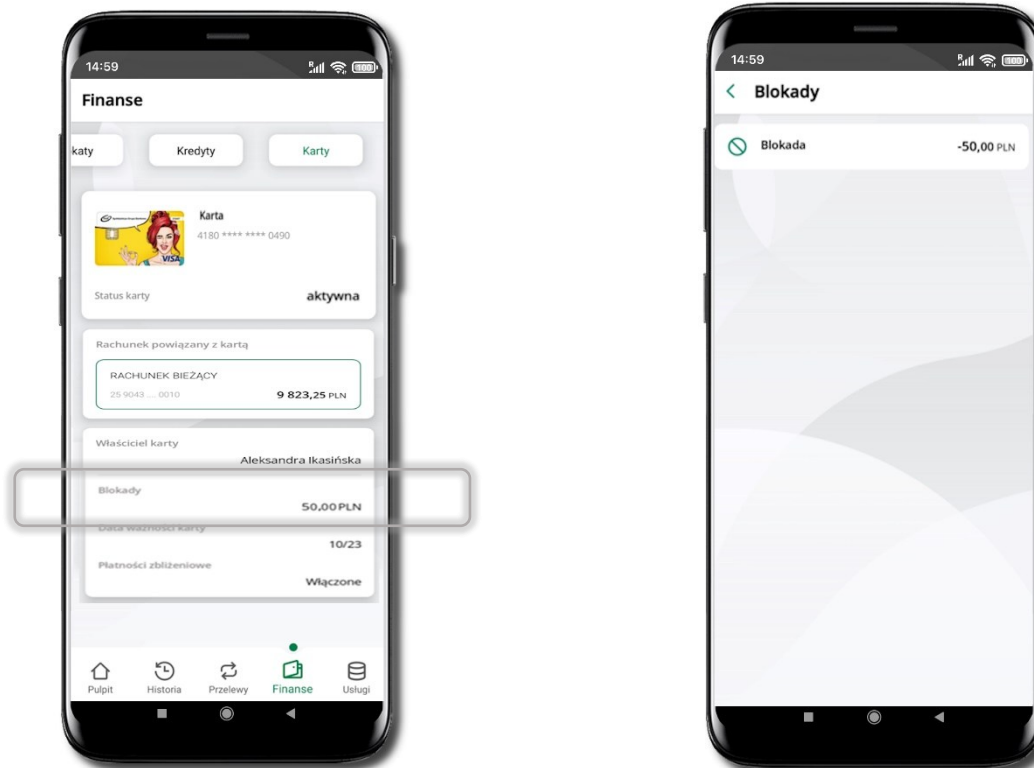 14:59
Finanse
katy
Kredyty
Karty
Karta
4180 **** **** 0490
VISA
Status karty
aktywna
Rachunek powiązany z kartą
RACHUNEK BIEŻĄCY
25 9043 ... 0010
9 823,25 PLN
Właściciel karty
Aleksandra Ikasińska
Blokady
50,00 PLN
Data ważności karty
10/23
Płatności zbliżeniowe
Włączone
Pulpit
Historia
Przelewy
Finanse
Usługi
14:59
Blokady
Blokada
-50,00 PLN